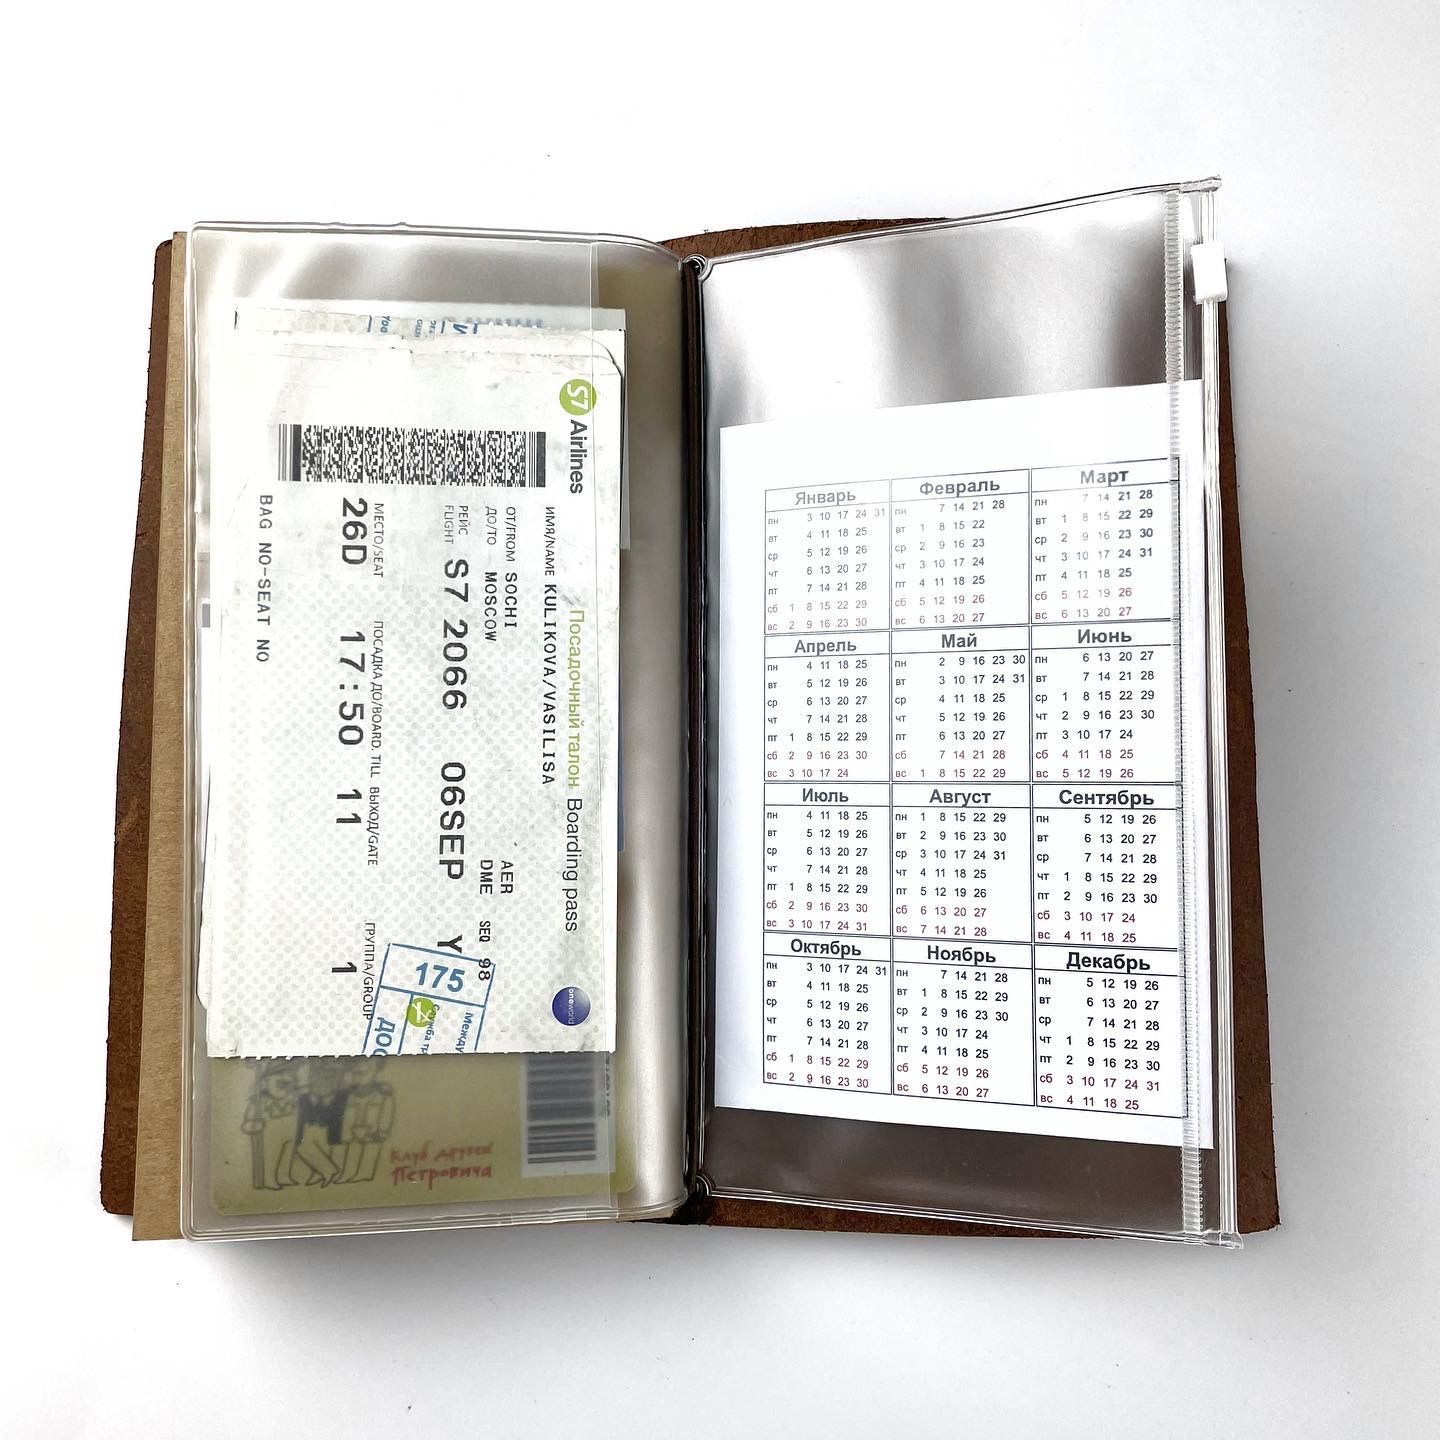 S7 Airlines
Посадочный талон Boarding pass
oneworld
ИМЯ/NAME KULIKOVA/VASILISA
ОТ/FROM SOCHI AER
ДО/TO MOSCOW DME SEQ 98
РЕЙС
FLIGHT S7 2066 06SEP Y
МЕСТО/SEAT ПОСАДКА ДО/BOARD. TILL ВЫХОД/GATE ГРУППА/GROUP
26D 17:50 11 1
BAG NO-SEAT NO
175
Клуб друзей
Петровича
Январь
пн 3 10 17 24 31
вт 4 11 18 25
ср 5 12 19 26
чт 6 13 20 27
пт 7 14 21 28
сб 1 8 15 22 29
вс 2 9 16 23 30
Февраль
пн 7 14 21 28
вт 1 8 15 22
ср 2 9 16 23
чт 3 10 17 24
пт 4 11 18 25
сб 5 12 19 26
вс 6 13 20 27
Март
пн 7 14 21 28
вт 1 8 15 22 29
ср 2 9 16 23 30
чт 3 10 17 24 31
пт 4 11 18 25
сб 5 12 19 26
вс 6 13 20 27
Апрель
пн 4 11 18 25
вт 5 12 19 26
ср 6 13 20 27
чт 7 14 21 28
пт 1 8 15 22 29
сб 2 9 16 23 30
вс 3 10 17 24
Май
пн 2 9 16 23 30
вт 3 10 17 24 31
ср 4 11 18 25
чт 5 12 19 26
пт 6 13 20 27
сб 7 14 21 28
вс 1 8 15 22 29
Июнь
пн 6 13 20 27
вт 7 14 21 28
ср 1 8 15 22 29
чт 2 9 16 23 30
пт 3 10 17 24
сб 4 11 18 25
вс 5 12 19 26
Июль
пн 4 11 18 25
вт 5 12 19 26
ср 6 13 20 27
чт 7 14 21 28
пт 1 8 15 22 29
сб 2 9 16 23 30
вс 3 10 17 24 31
Август
пн 1 8 15 22 29
вт 2 9 16 23 30
ср 3 10 17 24 31
чт 4 11 18 25
пт 5 12 19 26
сб 6 13 20 27
вс 7 14 21 28
Сентябрь
пн 5 12 19 26
вт 6 13 20 27
ср 7 14 21 28
чт 1 8 15 22 29
пт 2 9 16 23 30
сб 3 10 17 24
вс 4 11 18 25
Октябрь
пн 3 10 17 24 31
вт 4 11 18 25
ср 5 12 19 26
чт 6 13 20 27
пт 7 14 21 28
сб 1 8 15 22 29
вс 2 9 16 23 30
Ноябрь
пн 7 14 21 28
вт 1 8 15 22 29
ср 2 9 16 23 30
чт 3 10 17 24
пт 4 11 18 25
сб 5 12 19 26
вс 6 13 20 27
Декабрь
пн 5 12 19 26
вт 6 13 20 27
ср 7 14 21 28
чт 1 8 15 22 29
пт 2 9 16 23 30
сб 3 10 17 24 31
вс 4 11 18 25